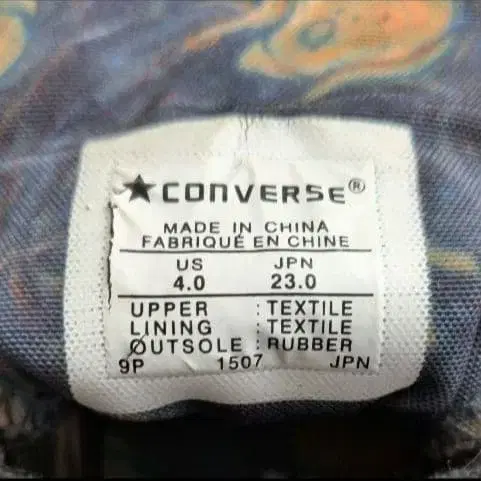 ★CONVERSE®
MADE IN CHINA
FABRIQUÉ EN CHINE
US JPN
4.0 23.0
UPPER : TEXTILE
LINING : TEXTILE
OUTSOLE : RUBBER
9P 1507 JPN